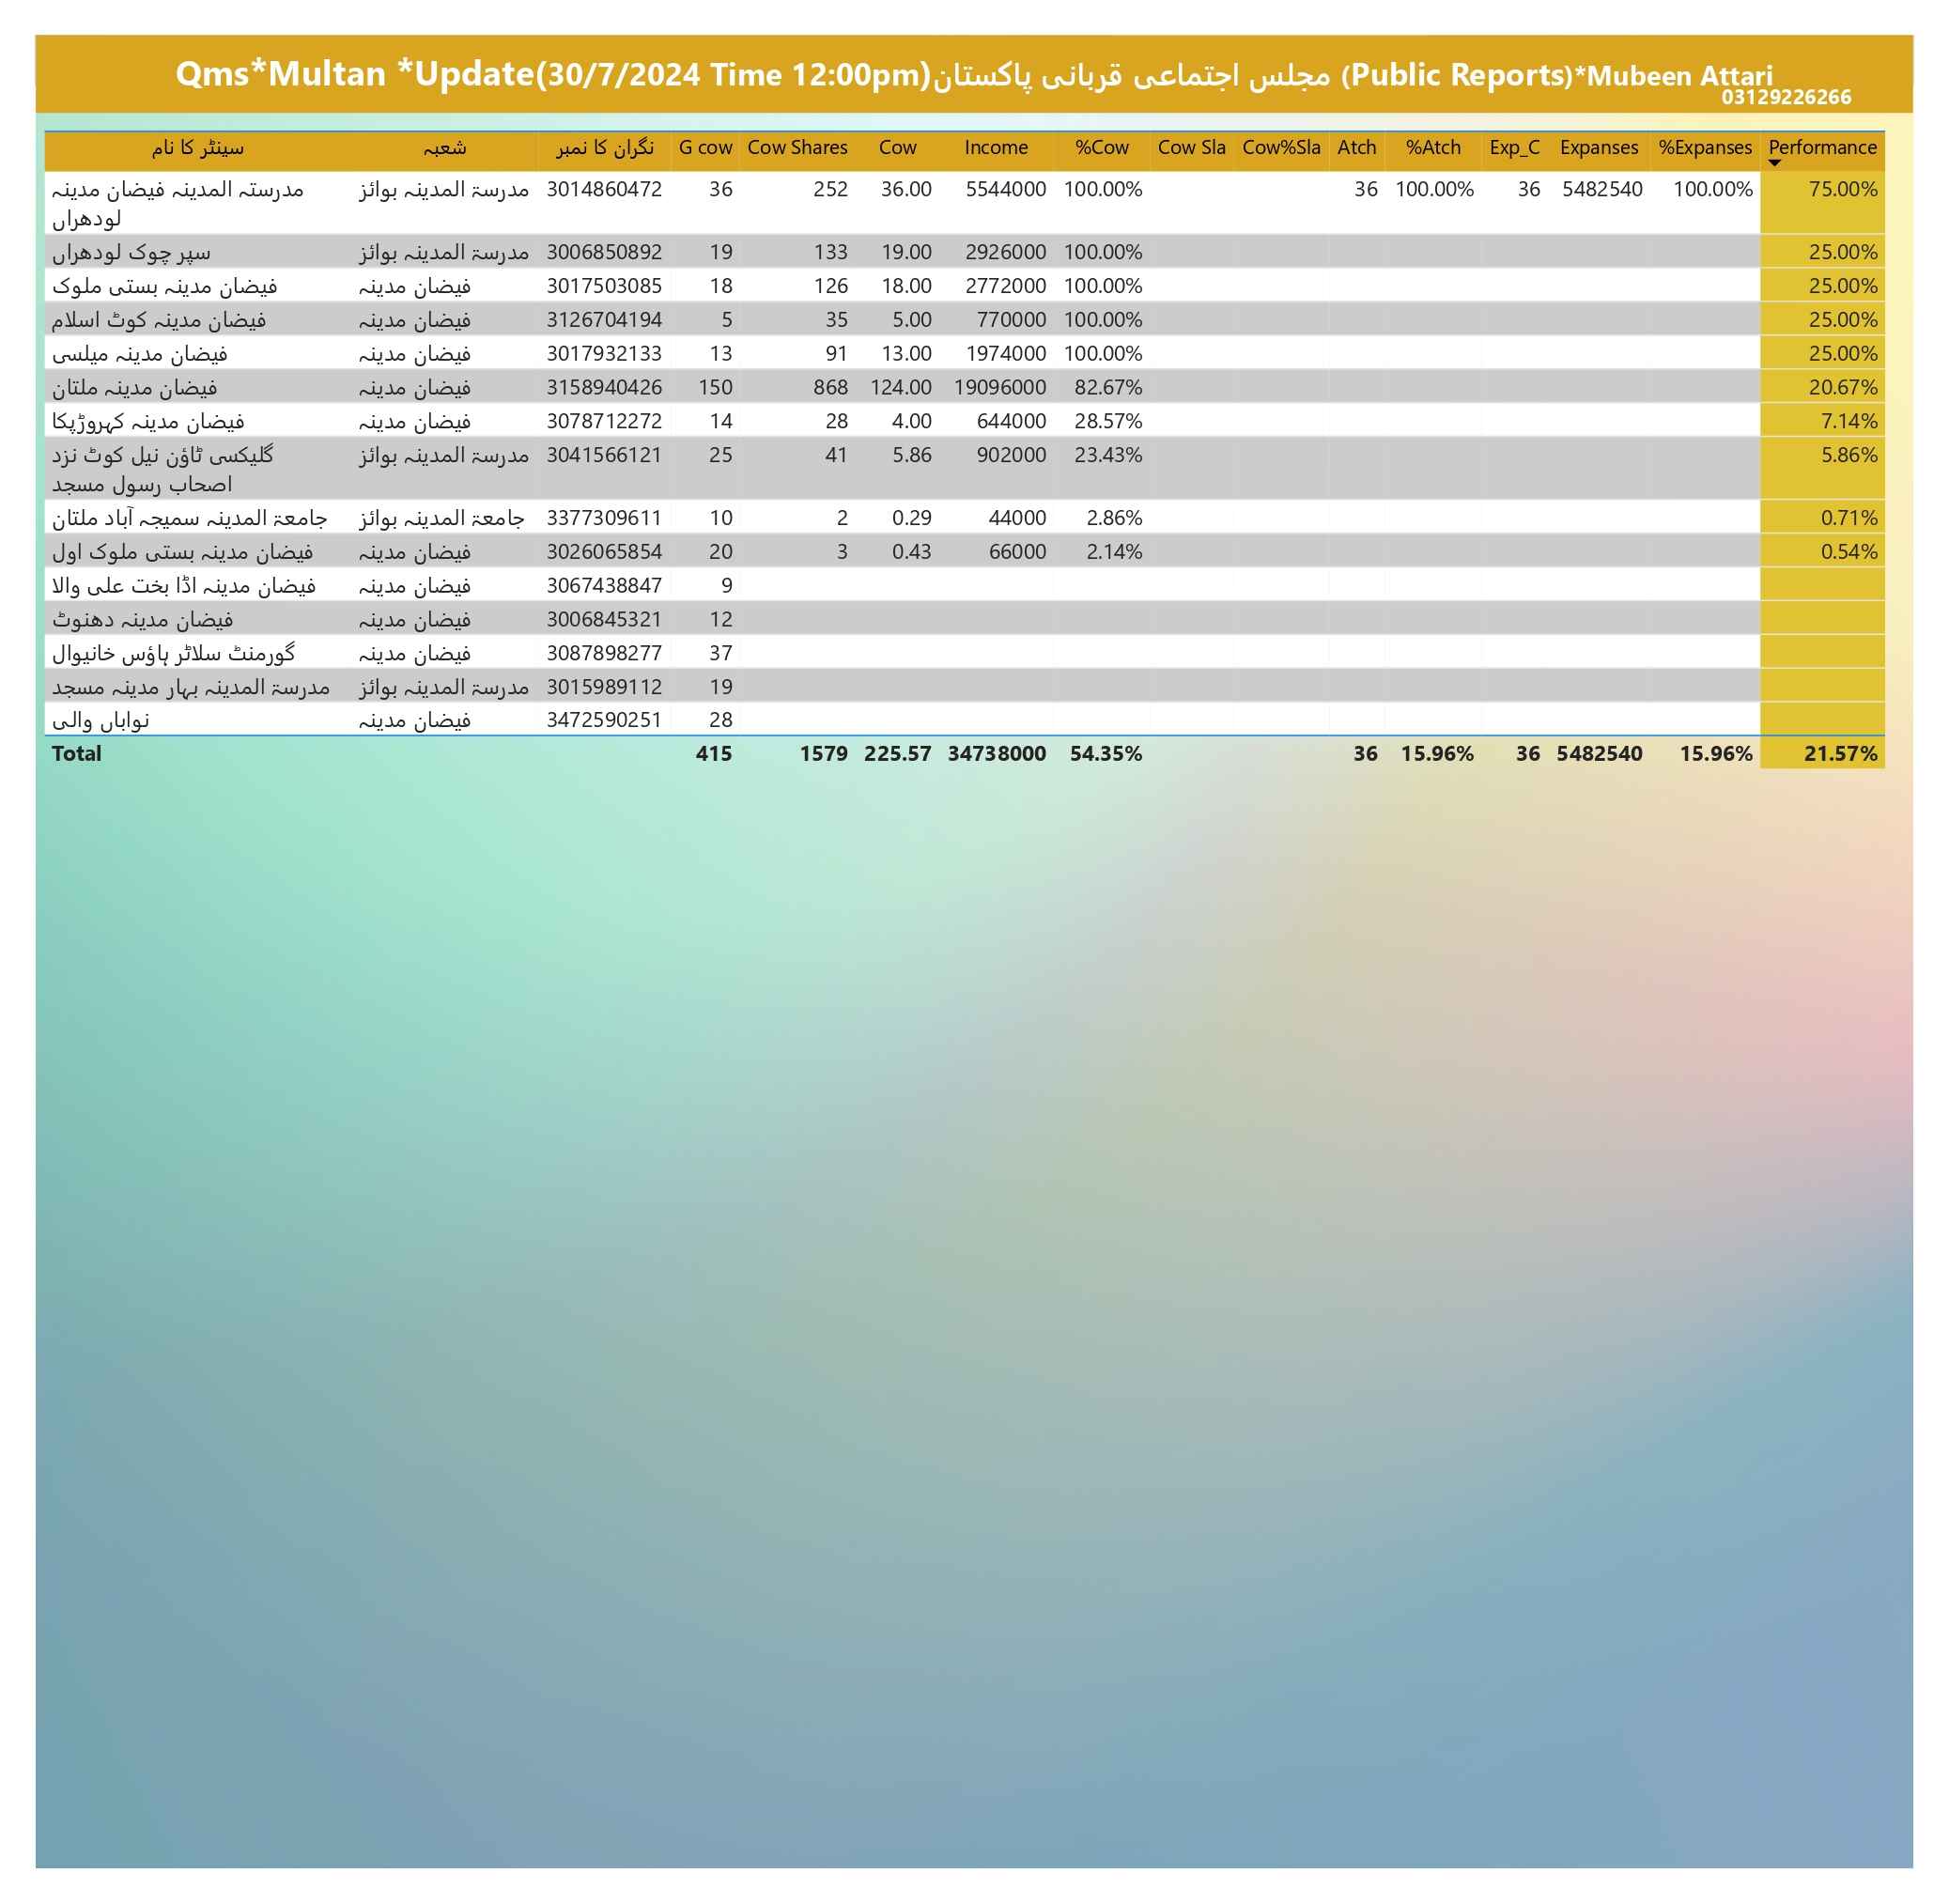 Qms*Multan *Update(30/7/2024 Time 12:00pm)مجلس اجتماعی قربانی پاکستان (Public Reports)*Mubeen Attari
03129226266
سینٹر کا نام شعبہ نگران کا نمبر G cow Cow Shares Cow Income %Cow Cow Sla Cow%Sla Atch %Atch Exp_C Expanses %Expanses Performance
مدرستہ المدینہ فیضان مدینہ مدرسۃ المدینہ بوائز 3014860472 36 252 36.00 5544000 100.00% 36 100.00% 36 5482540 100.00% 75.00%
لودھراں
سپر چوک لودھراں مدرسۃ المدینہ بوائز 3006850892 19 133 19.00 2926000 100.00% 25.00%
فیضان مدینہ بستی ملوک فیضان مدینہ 3017503085 18 126 18.00 2772000 100.00% 25.00%
فیضان مدینہ کوٹ اسلام فیضان مدینہ 3126704194 5 35 5.00 770000 100.00% 25.00%
فیضان مدینہ میلسی فیضان مدینہ 3017932133 13 91 13.00 1974000 100.00% 25.00%
فیضان مدینہ ملتان فیضان مدینہ 3158940426 150 868 124.00 19096000 82.67% 20.67%
فیضان مدینہ کہروڑپکا فیضان مدینہ 3078712272 14 28 4.00 644000 28.57% 7.14%
گلیکسی ٹاؤن نیل کوٹ نزد مدرسۃ المدینہ بوائز 3041566121 25 41 5.86 902000 23.43% 5.86%
اصحاب رسول مسجد
جامعۃ المدینہ سمیجہ آباد ملتان جامعۃ المدینہ بوائز 3377309611 10 2 0.29 44000 2.86% 0.71%
فیضان مدینہ بستی ملوک اول فیضان مدینہ 3026065854 20 3 0.43 66000 2.14% 0.54%
فیضان مدینہ اڈا بخت علی والا فیضان مدینہ 3067438847 9
فیضان مدینہ دھنوٹ فیضان مدینہ 3006845321 12
گورمنٹ سلاٹر ہاؤس خانیوال فیضان مدینہ 3087898277 37
مدرسۃ المدینہ بہار مدینہ مسجد مدرسۃ المدینہ بوائز 3015989112 19
نواباں والی فیضان مدینہ 3472590251 28
Total 415 1579 225.57 34738000 54.35% 36 15.96% 36 5482540 15.96% 21.57%